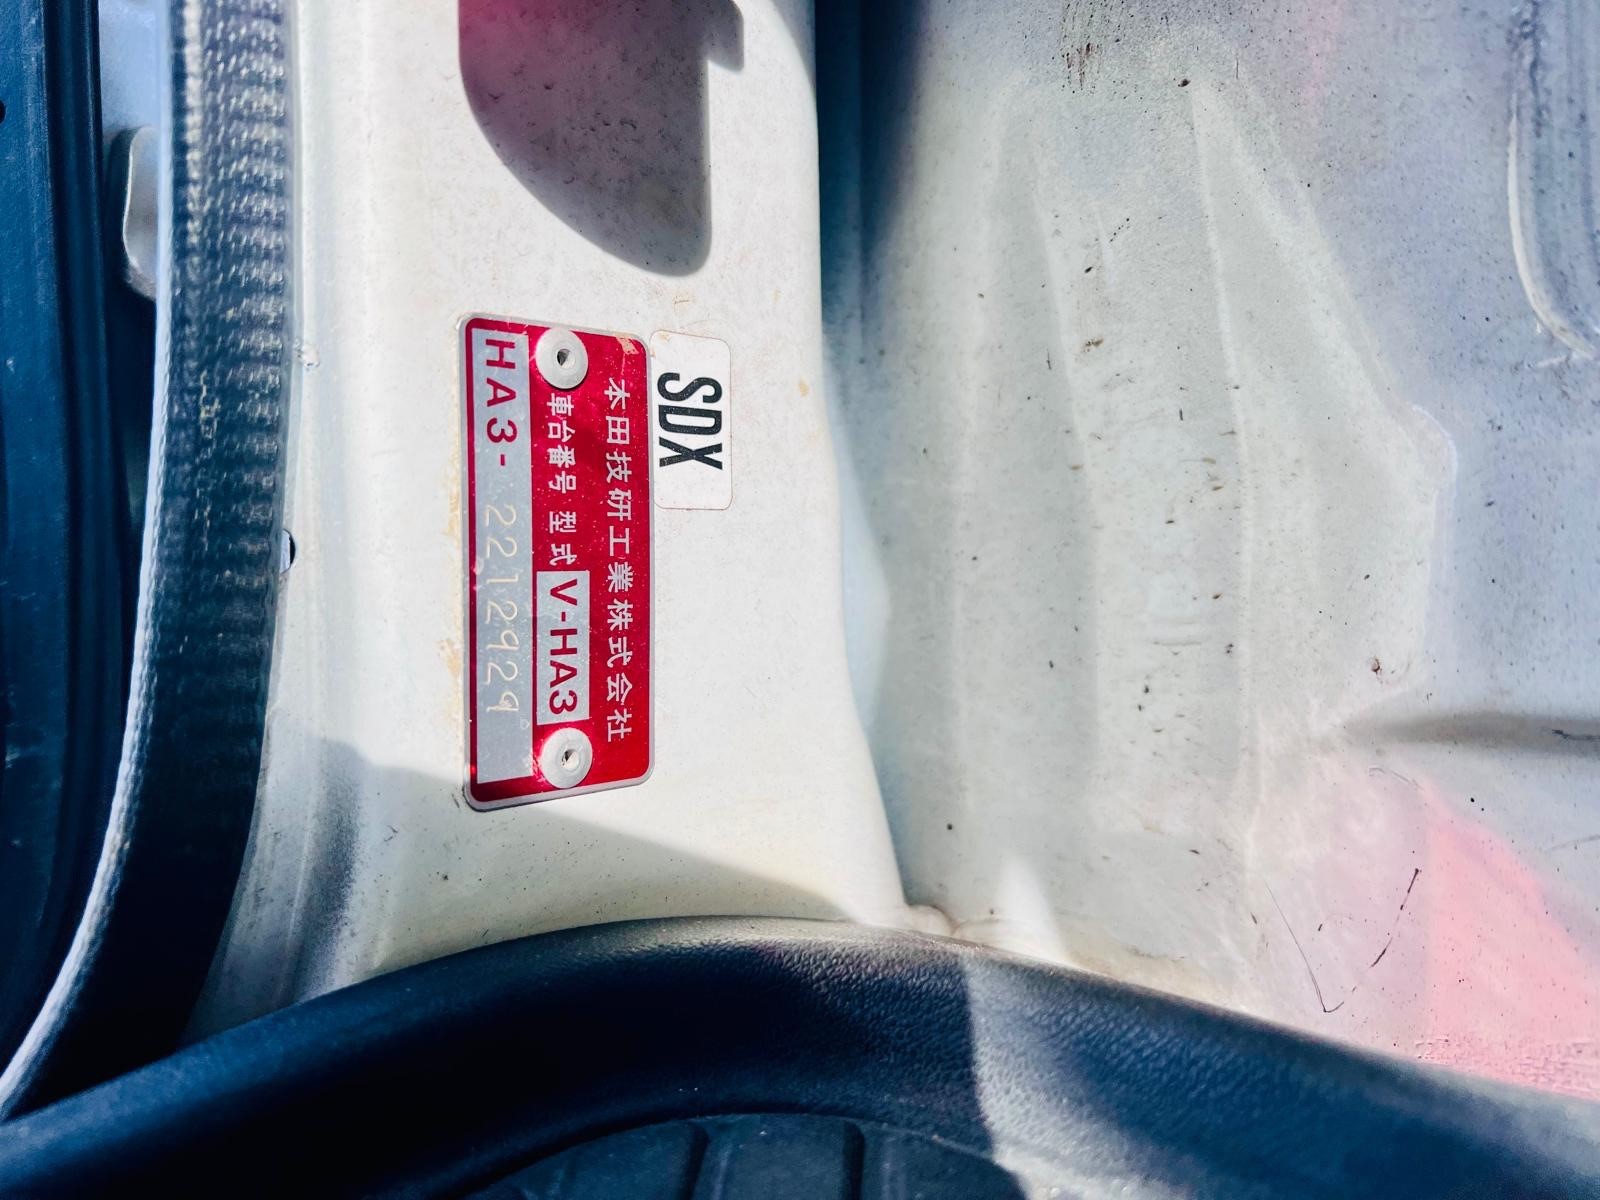 SDX
本田技研工業株式会社
車台番号 型式 V-HA3
HA3-2212929